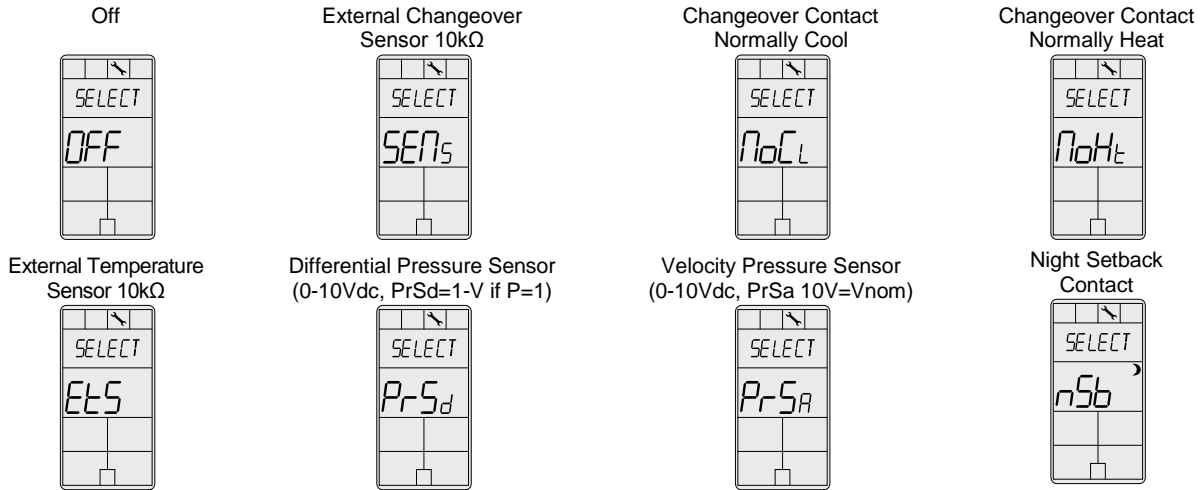 Off
SELECT
OFF
External Changeover
Sensor 10kΩ
SELECT
SEns
Changeover Contact
Normally Cool
SELECT
noCL
Changeover Contact
Normally Heat
SELECT
noHt
External Temperature
Sensor 10kΩ
SELECT
EtS
Differential Pressure Sensor
(0-10Vdc, PrSd=1-V if P=1)
SELECT
PrSd
Velocity Pressure Sensor
(0-10Vdc, PrSa 10V=Vnom)
SELECT
PrSA
Night Setback
Contact
SELECT
nSb